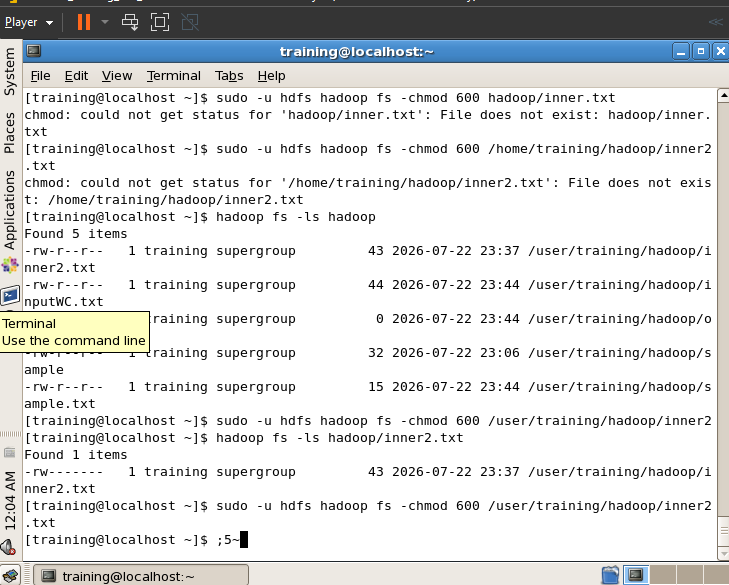 Player
training@localhost:~
File Edit View Terminal Tabs Help
System
Places
Applications
12:04 AM
[training@localhost ~]$ sudo -u hdfs hadoop fs -chmod 600 hadoop/inner.txt
chmod: could not get status for 'hadoop/inner.txt': File does not exist: hadoop/inner.
txt
[training@localhost ~]$ sudo -u hdfs hadoop fs -chmod 600 /home/training/hadoop/inner2
.txt
chmod: could not get status for '/home/training/hadoop/inner2.txt': File does not exis
t: /home/training/hadoop/inner2.txt
[training@localhost ~]$ hadoop fs -ls hadoop
Found 5 items
-rw-r--r--   1 training supergroup         43 2026-07-22 23:37 /user/training/hadoop/i
nner2.txt
-rw-r--r--   1 training supergroup         44 2026-07-22 23:44 /user/training/hadoop/i
nputWC.txt
1 training supergroup          0 2026-07-22 23:44 /user/training/hadoop/o
Terminal
Use the command line
-rw-r--r--   1 training supergroup         32 2026-07-22 23:06 /user/training/hadoop/s
ample
-rw-r--r--   1 training supergroup         15 2026-07-22 23:44 /user/training/hadoop/s
ample.txt
[training@localhost ~]$ sudo -u hdfs hadoop fs -chmod 600 /user/training/hadoop/inner2
[training@localhost ~]$ hadoop fs -ls hadoop/inner2.txt
Found 1 items
-rw-------   1 training supergroup         43 2026-07-22 23:37 /user/training/hadoop/i
nner2.txt
[training@localhost ~]$ sudo -u hdfs hadoop fs -chmod 600 /user/training/hadoop/inner2
.txt
[training@localhost ~]$ ;5~
training@localhost:~